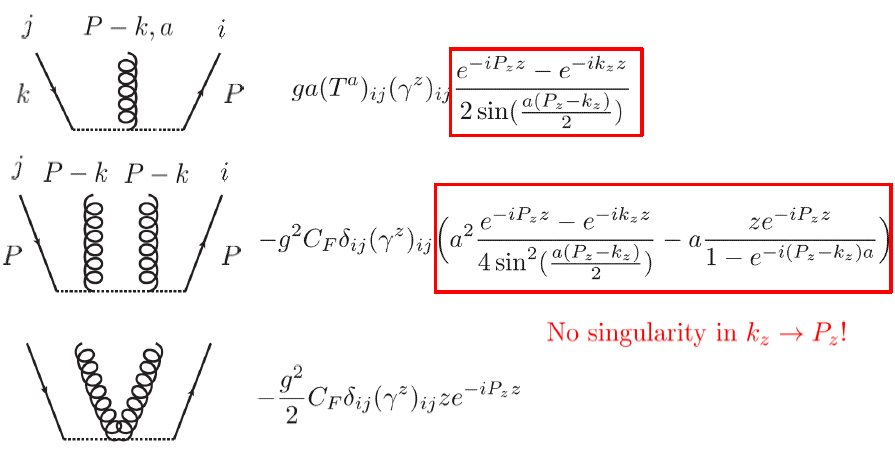 j P − k, a i
k P
ga(T^a)_{ij}(γ^z)_{ij} \frac{e^{-iP_z z} − e^{-ik_z z}}{2 sin(\frac{a(P_z−k_z)}{2})}
j P − k P − k i
P P
−g^2 C_F δ_{ij}(γ^z)_{ij} (a^2 \frac{e^{-iP_z z} − e^{-ik_z z}}{4 sin^2(\frac{a(P_z−k_z)}{2})} − a \frac{z e^{-iP_z z}}{1 − e^{-i(P_z−k_z)a}})
No singularity in k_z → P_z!
−\frac{g^2}{2} C_F δ_{ij}(γ^z)_{ij} z e^{-iP_z z}